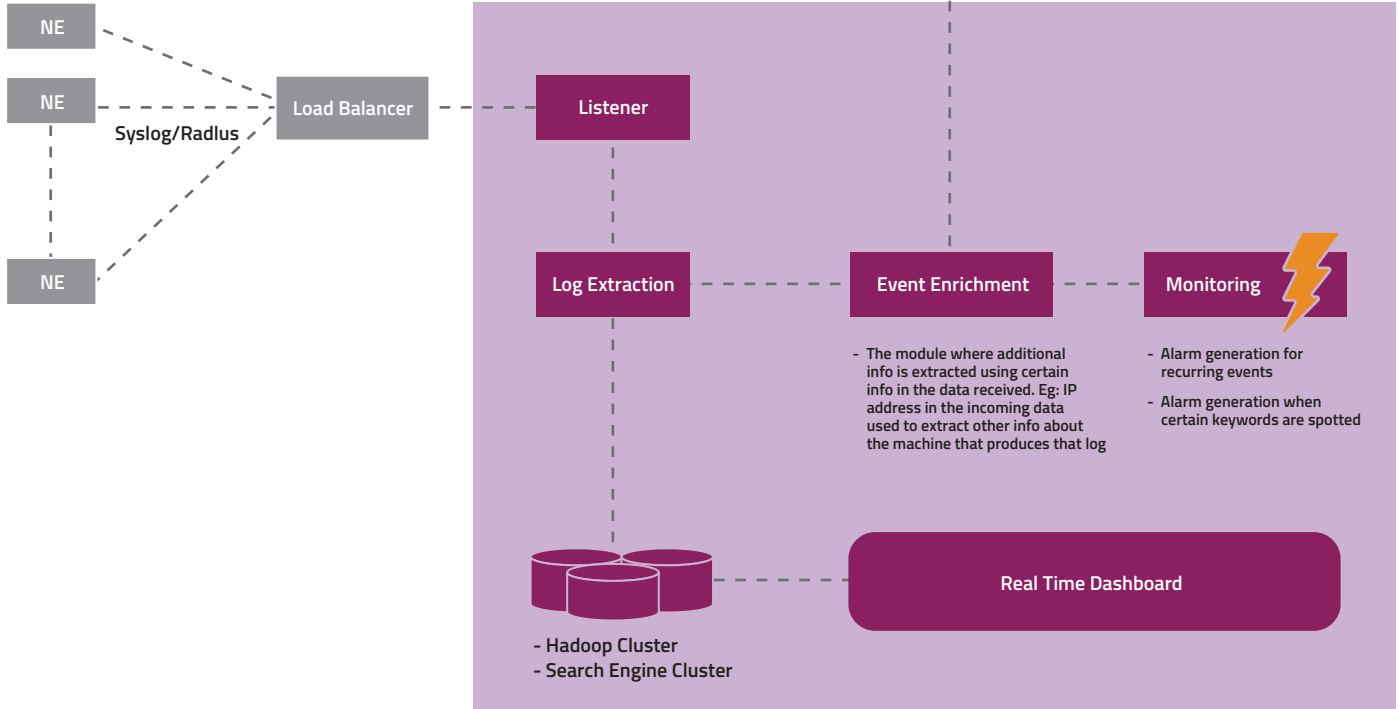 NE
NE
Load Balancer
Listener
Syslog/Radlus
NE
Log Extraction
Event Enrichment
Monitoring
- The module where additional
info is extracted using certain
info in the data received. Eg: IP
address in the incoming data
used to extract other info about
the machine that produces that log
- Alarm generation for
recurring events
- Alarm generation when
certain keywords are spotted
Real Time Dashboard
- Hadoop Cluster
- Search Engine Cluster